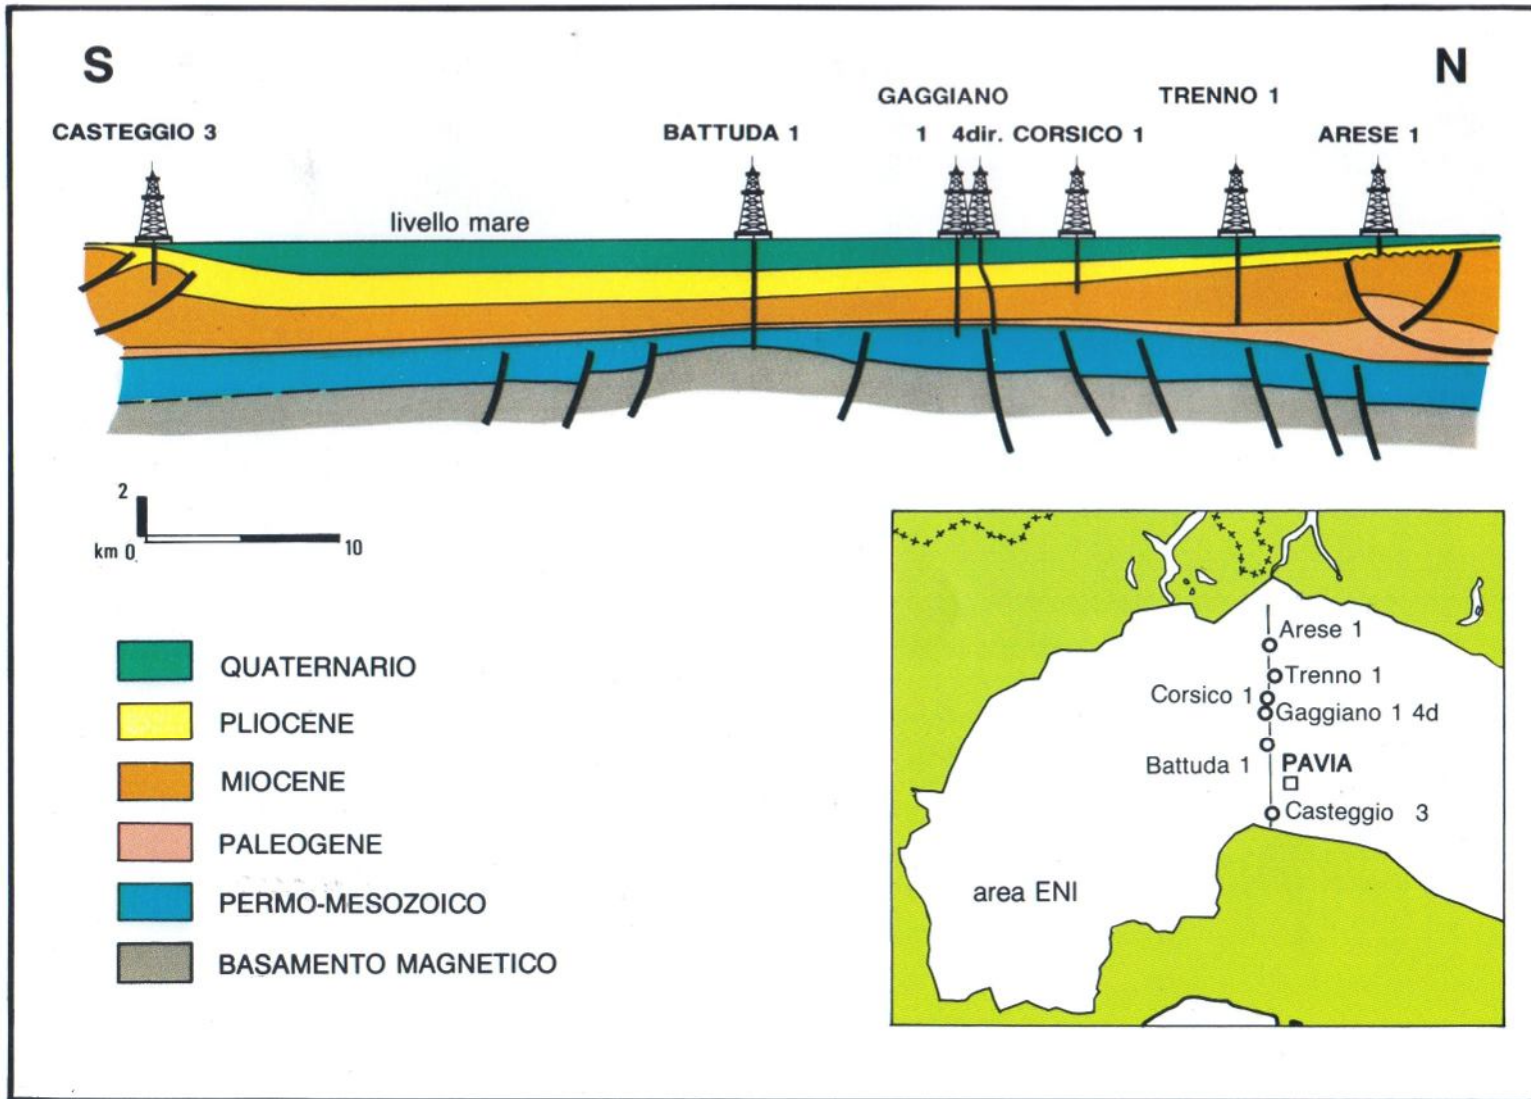 S
N
GAGGIANO
TRENNO 1
CASTEGGIO 3
BATTUDA 1
1 4dir. CORSICO 1
ARESE 1
livello mare
2
km 0
10
QUATERNARIO
PLIOCENE
MIOCENE
PALEOGENE
PERMO-MESOZOICO
BASAMENTO MAGNETICO
Arese 1
Trenno 1
Corsico 1
Gaggiano 1 4d
Battuda 1
PAVIA
Casteggio 3
area ENI